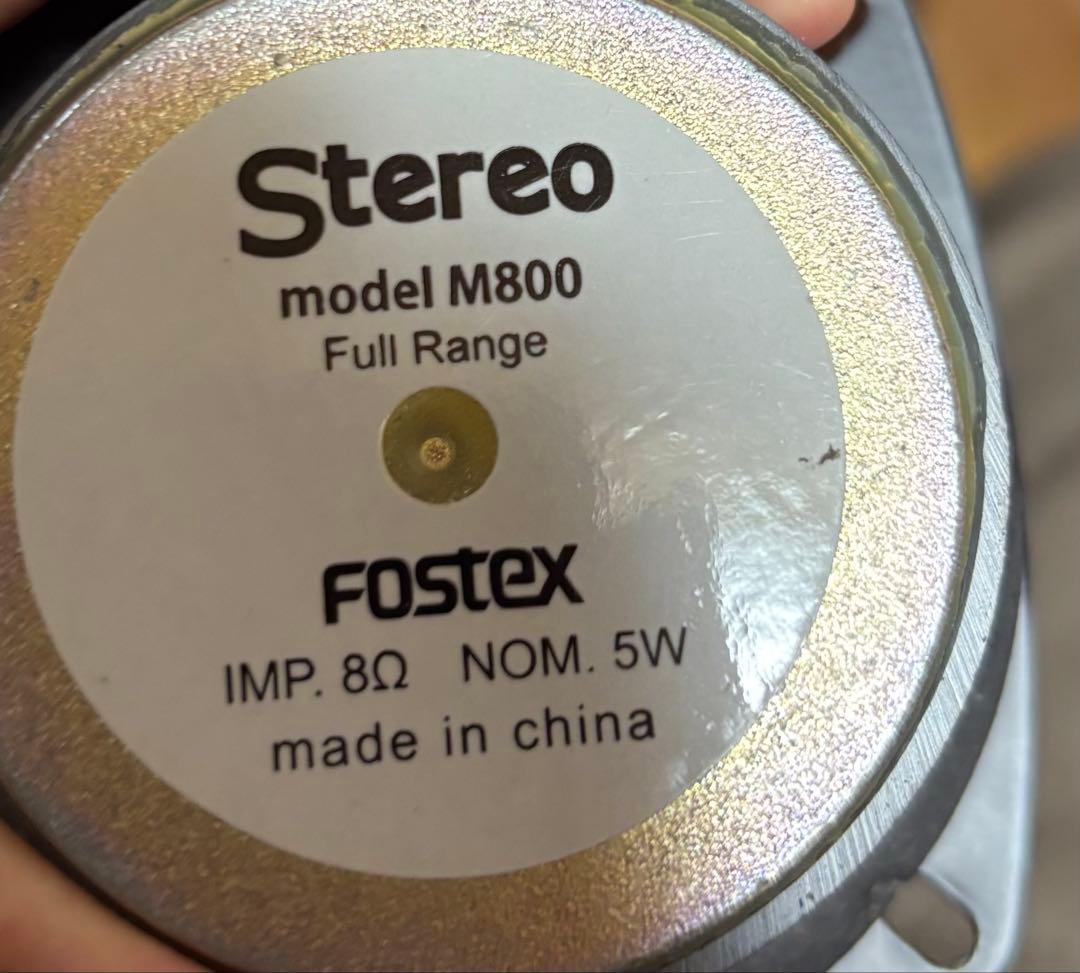 Stereo
model M800
Full Range
FOSTEX
IMP. 8Ω NOM. 5W
made in china